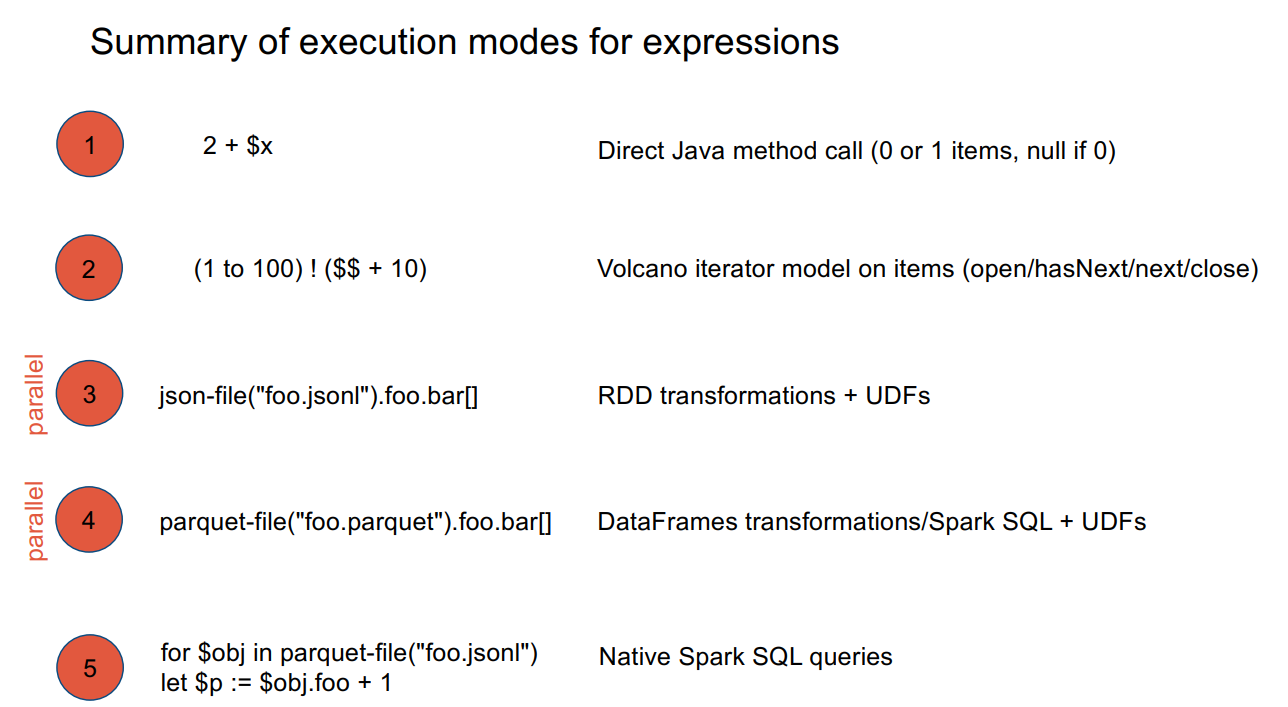 Summary of execution modes for expressions
1
2 + $x
Direct Java method call (0 or 1 items, null if 0)
2
(1 to 100) ! ($$ + 10)
Volcano iterator model on items (open/hasNext/next/close)
parallel
3
json-file("foo.jsonl").foo.bar[]
RDD transformations + UDFs
parallel
4
parquet-file("foo.parquet").foo.bar[]
DataFrames transformations/Spark SQL + UDFs
5
for $obj in parquet-file("foo.jsonl")
let $p := $obj.foo + 1
Native Spark SQL queries